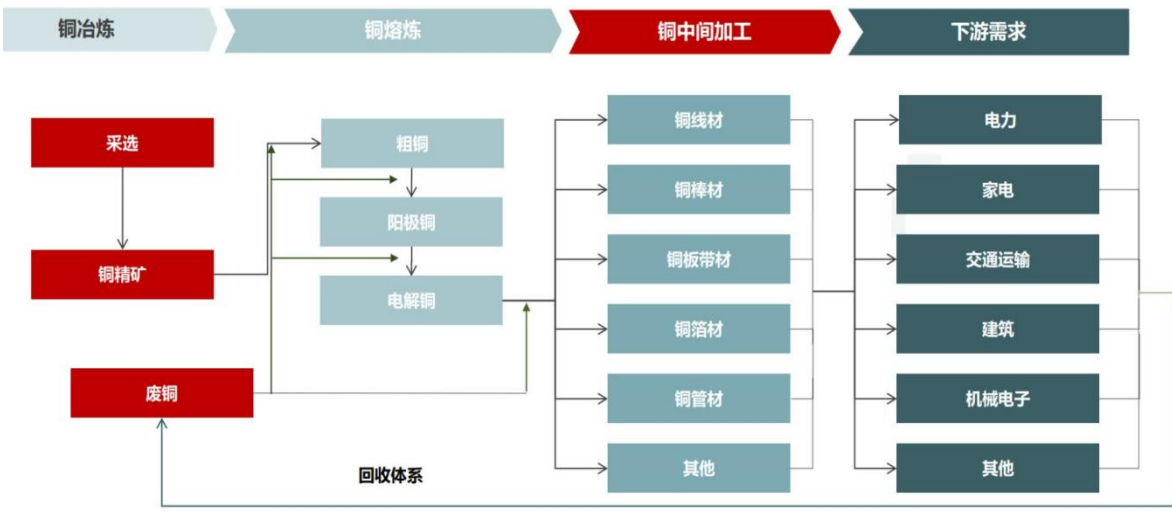 铜冶炼
铜熔炼
铜中间加工
下游需求
采选
铜精矿
废铜
粗铜
阳极铜
电解铜
铜线材
铜棒材
铜板带材
铜箔材
铜管材
其他
电力
家电
交通运输
建筑
机械电子
其他
回收体系